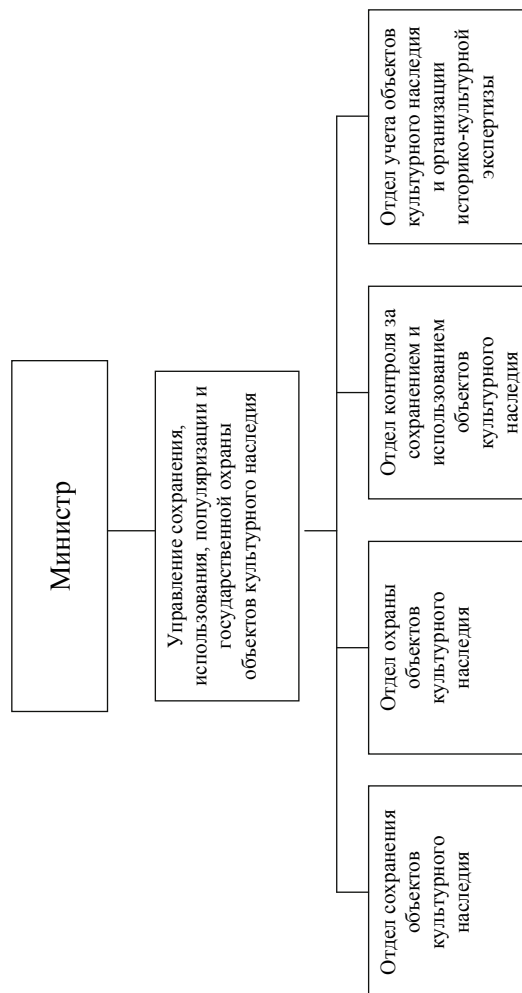 Министр
Управление сохранения,
использования, популяризации и
государственной охраны
объектов культурного наследия
Отдел сохранения
объектов
культурного
наследия
Отдел охраны
объектов
культурного
наследия
Отдел контроля за
сохранением и
использованием
объектов
культурного
наследия
Отдел учета объектов
культурного наследия
и организации
историко-культурной
экспертизы